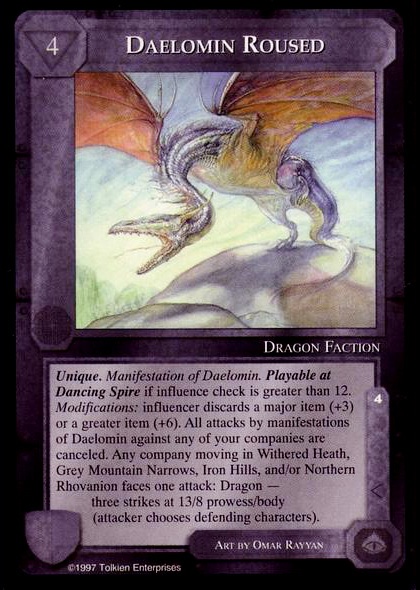 4
DAELOMIN ROUSED
DRAGON FACTION
Unique. Manifestation of Daelomin. Playable at
Dancing Spire if influence check is greater than 12.
Modifications: influencer discards a major item (+3)
or a greater item (+6). All attacks by manifestations
of Daelomin against any of your companies are
canceled. Any company moving in Withered Heath,
Grey Mountain Narrows, Iron Hills, and/or Northern
Rhovanion faces one attack: Dragon —
three strikes at 13/8 prowess/body
(attacker chooses defending characters).
4
ART BY OMAR RAYYAN
©1997 Tolkien Enterprises